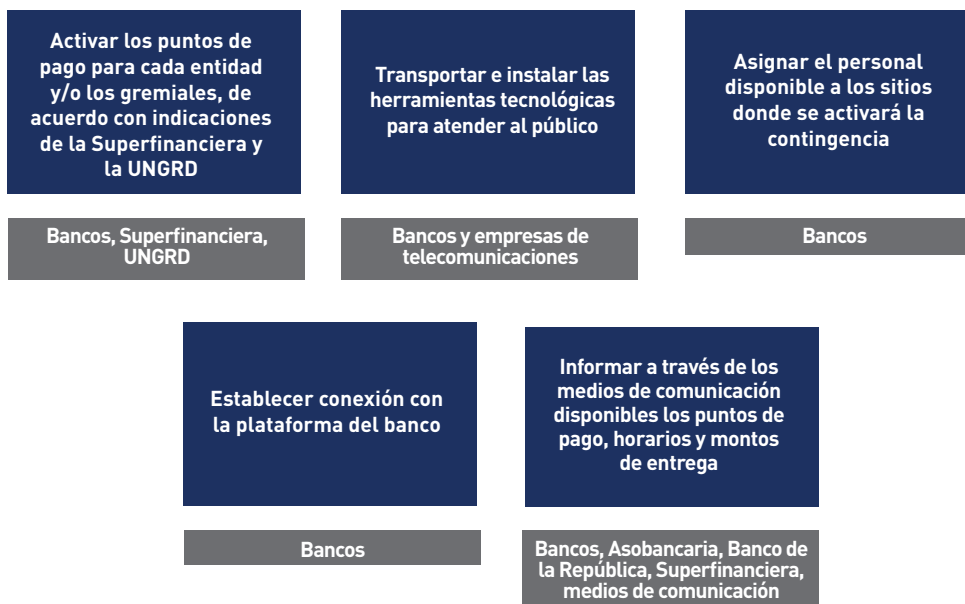 Activar los puntos de
pago para cada entidad
y/o los gremiales, de
acuerdo con indicaciones
de la Superfinanciera y
la UNGRD
Bancos, Superfinanciera,
UNGRD
Transportar e instalar las
herramientas tecnológicas
para atender al público
Bancos y empresas de
telecomunicaciones
Asignar el personal
disponible a los sitios
donde se activará la
contingencia
Bancos
Establecer conexión con
la plataforma del banco
Bancos
Informar a través de los
medios de comunicación
disponibles los puntos de
pago, horarios y montos
de entrega
Bancos, Asobancaria, Banco de
la República, Superfinanciera,
medios de comunicación